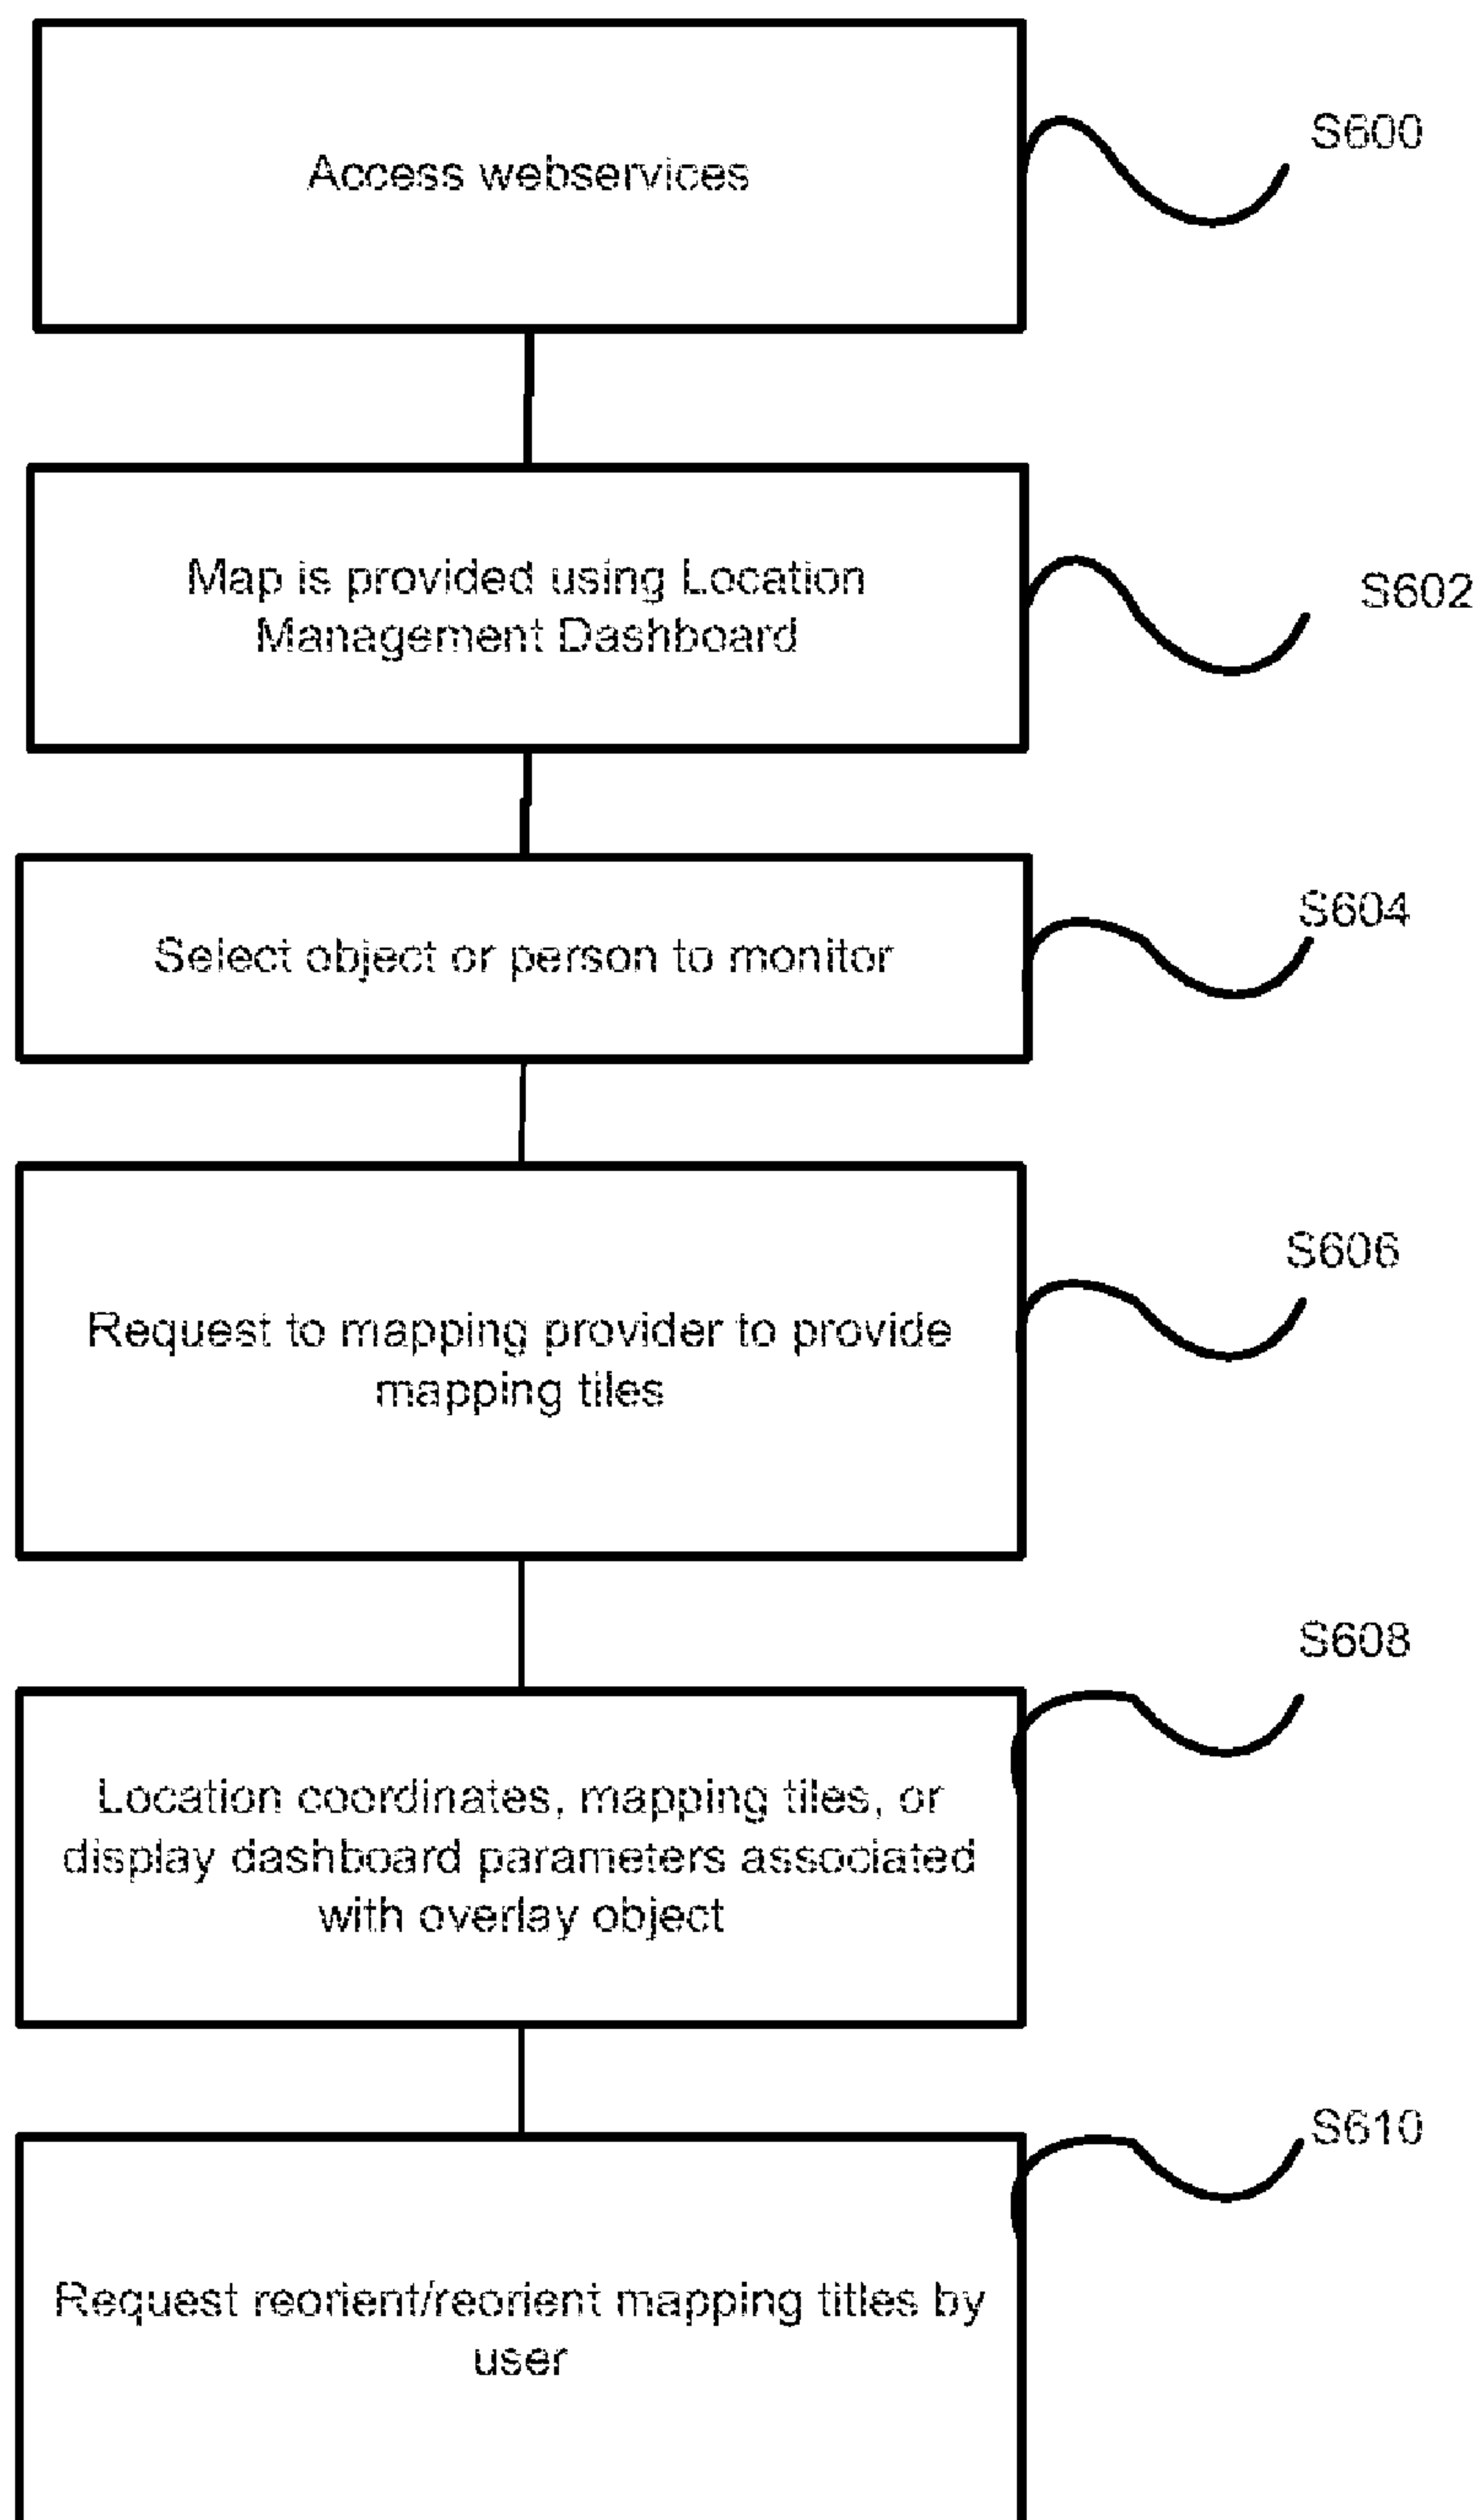 Access webservices
S600
Map is provided using Location
Management Dashboard
S602
Select object or person to monitor
S604
Request to mapping provider to provide
mapping tiles
S606
Location coordinates, mapping tiles, or
display dashboard parameters associated
with overlay object
S608
Request reorient/reorient mapping titles by
user
S610